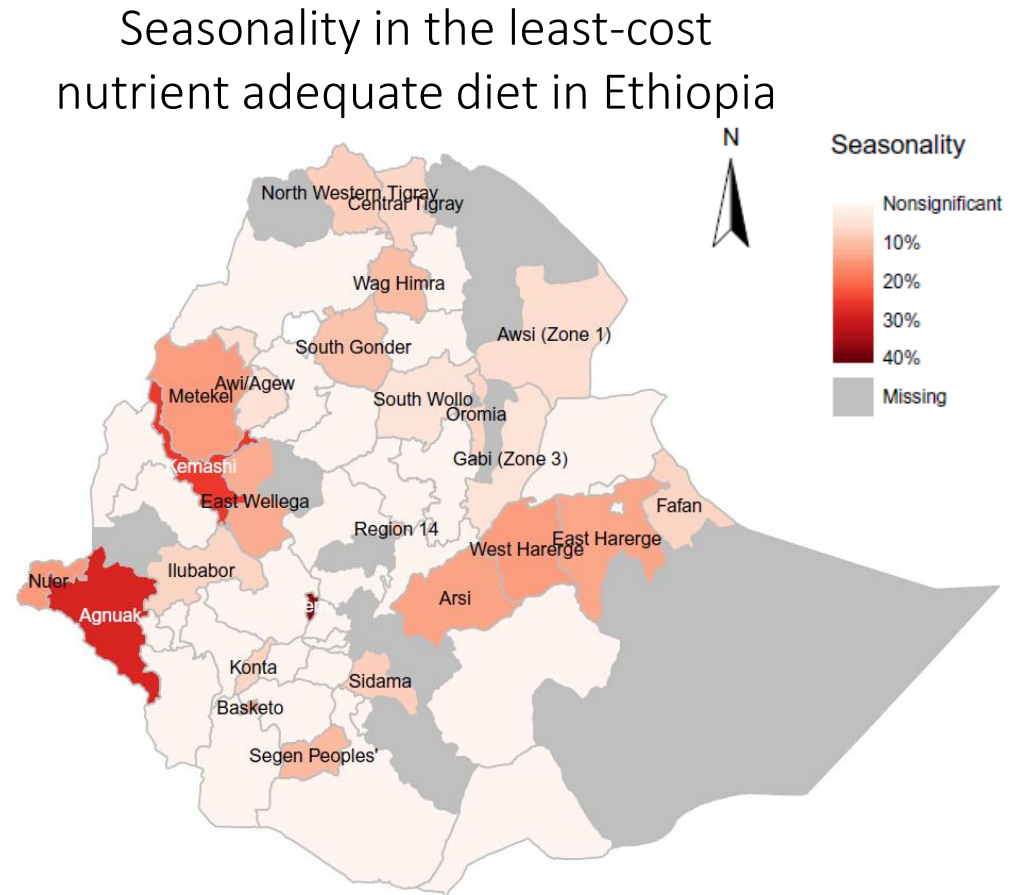 Seasonality in the least-cost
nutrient adequate diet in Ethiopia
N
Seasonality
Nonsignificant
10%
20%
30%
40%
Missing
North Western Tigray
Central Tigray
Wag Himra
Awsi (Zone 1)
South Gonder
Awi/Agew
Metekel
South Wollo
Oromia
Gabi (Zone 3)
Kemashi
East Wellega
Fafan
Region 14
East Harerge
West Harerge
Ilubabor
Nuer
Arsi
Agnuak
Konta
Sidama
Basketo
Segen Peoples'